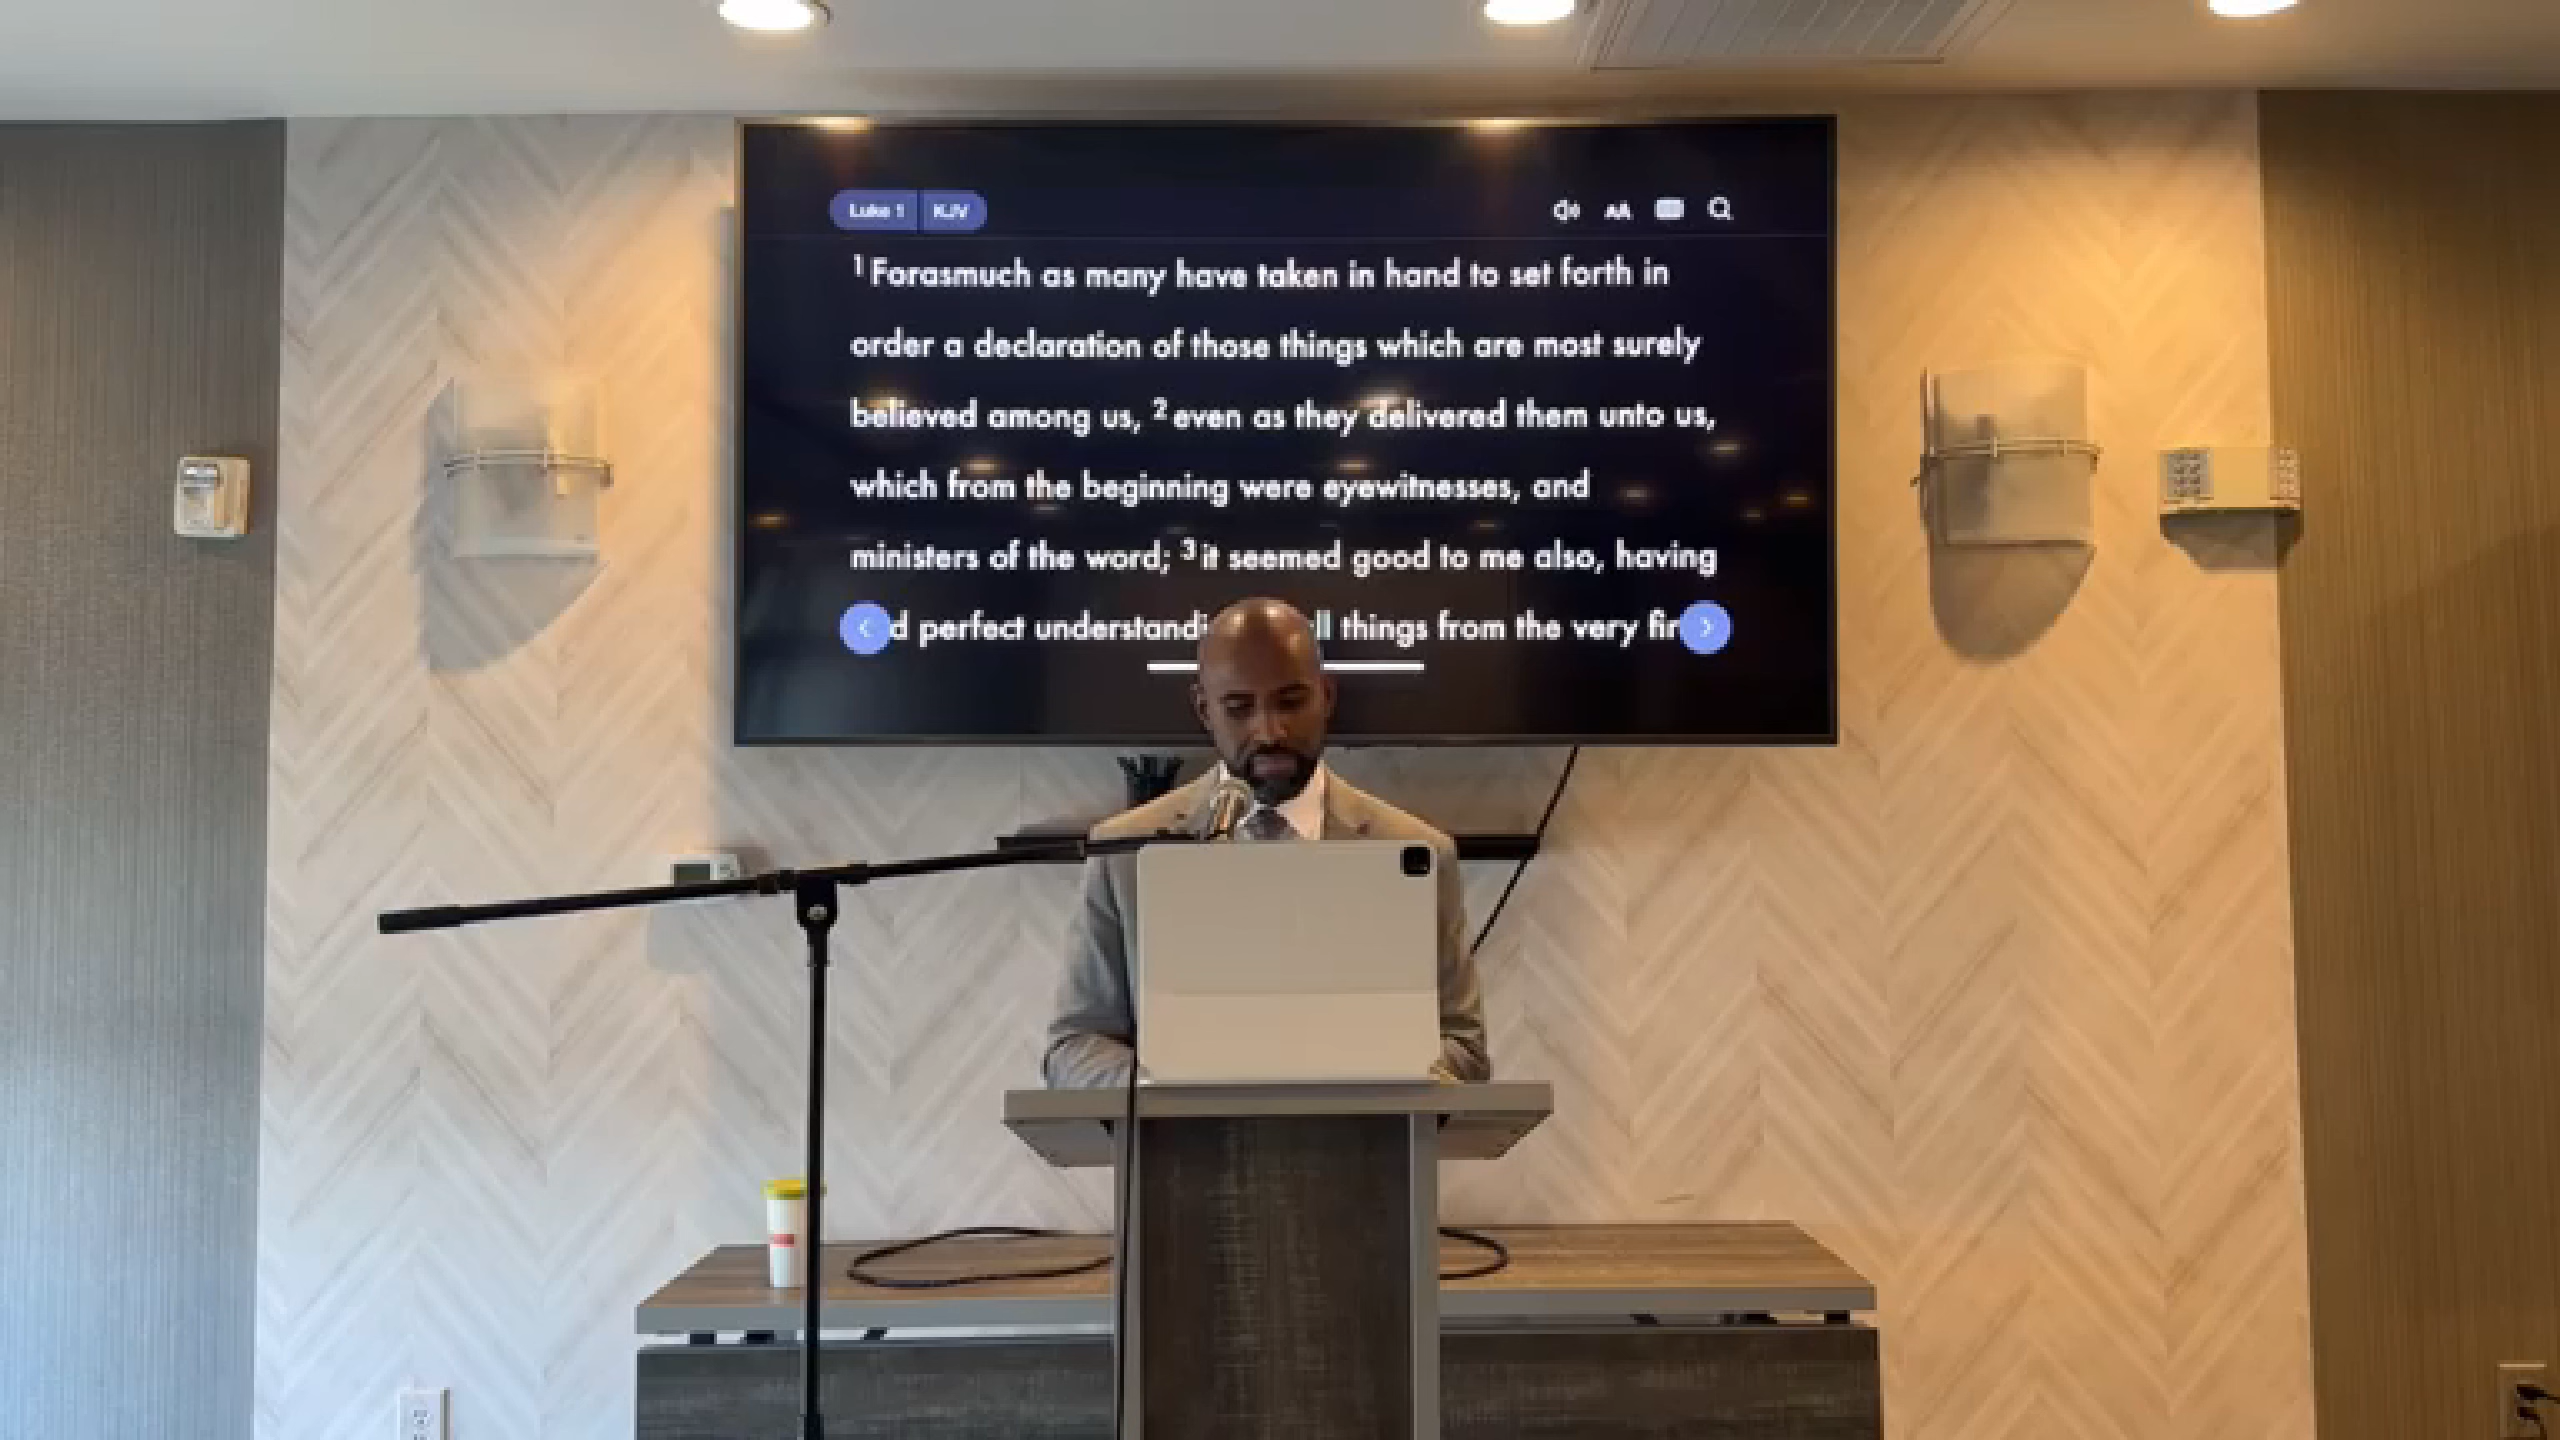 Luke 1 KJV
AA
1 Forasmuch as many have taken in hand to set forth in
order a declaration of those things which are most surely
believed among us, 2 even as they delivered them unto us,
which from the beginning were eyewitnesses, and
ministers of the word; 3 it seemed good to me also, having
d perfect understandi ll things from the very fir